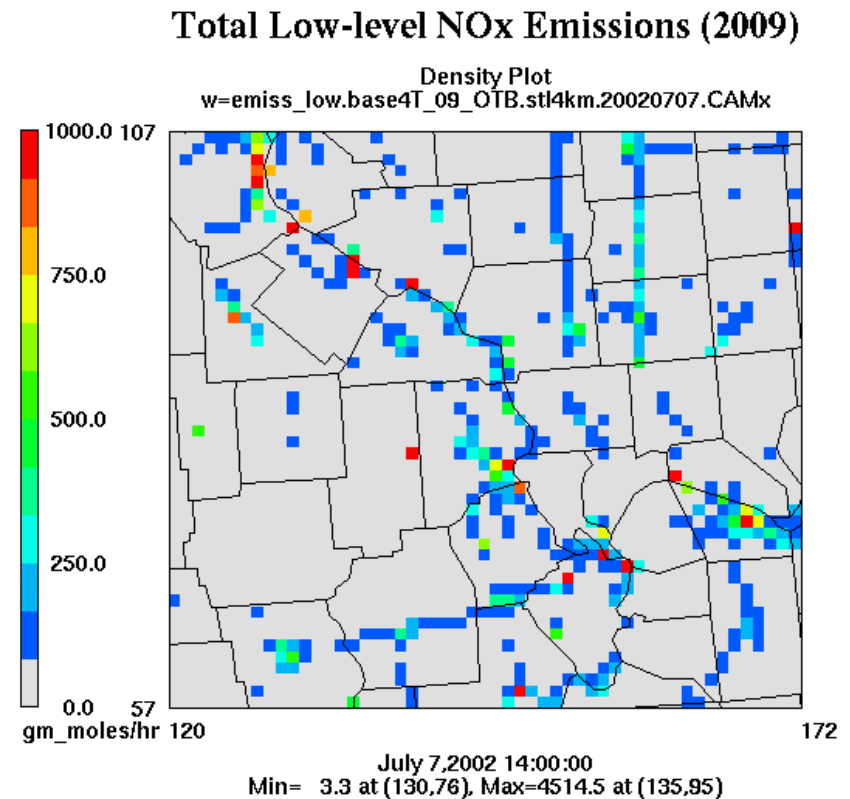 Total Low-level NOx Emissions (2009)
Density Plot
w=emiss_low.base4T_09_OTB.stl4km.20020707.CAMx
1000.0 107
750.0
500.0
250.0
0.0 57
gm_moles/hr 120 172
July 7,2002 14:00:00
Min= 3.3 at (130,76), Max=4514.5 at (135,95)